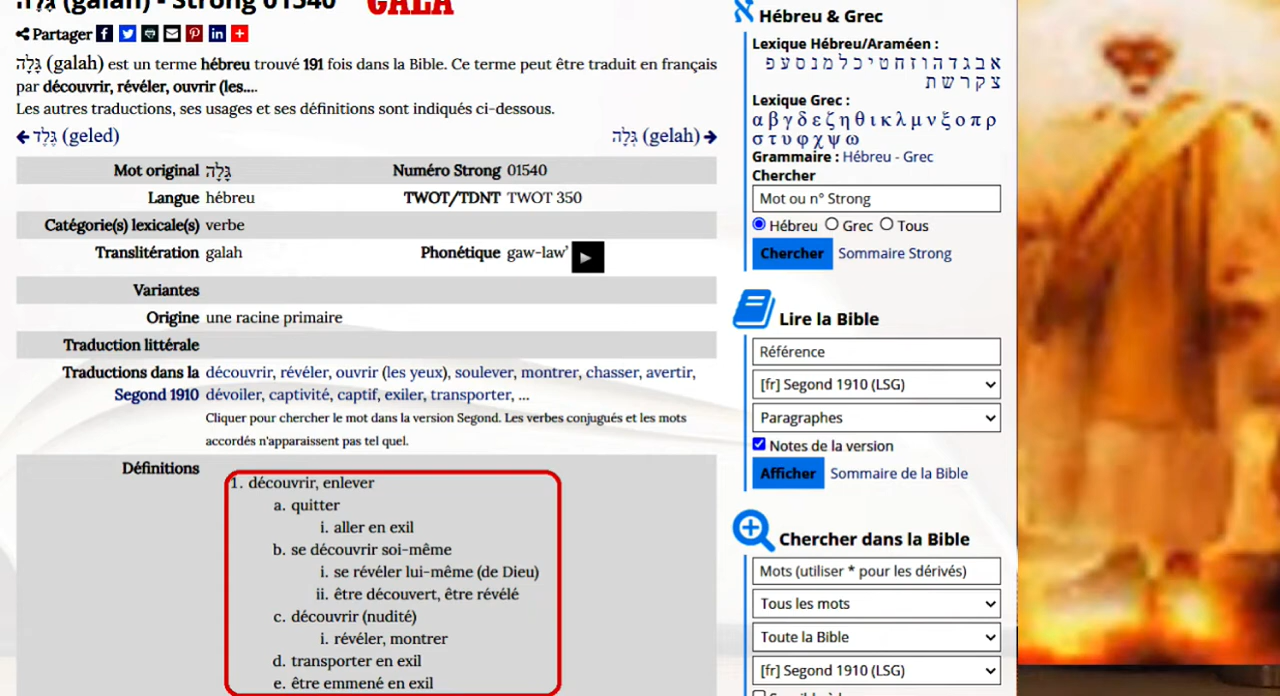 גָּלָה (galah) - Strong 01540 GALA
Partager
גָּלָה (galah) est un terme hébreu trouvé 191 fois dans la Bible. Ce terme peut être traduit en français
par découvrir, révéler, ouvrir (les....
Les autres traductions, ses usages et ses définitions sont indiqués ci-dessous.
גֶּלֶד (geled)
גְּלָה (gelah)
Mot original גָּלָה
Numéro Strong 01540
Langue hébreu
TWOT/TDNT TWOT 350
Catégorie(s) lexicale(s) verbe
Translitération galah
Phonétique gaw-law’
Variantes
Origine une racine primaire
Traduction littérale
Traductions dans la découvrir, révéler, ouvrir (les yeux), soulever, montrer, chasser, avertir,
Segond 1910 dévoiler, captivité, captif, exiler, transporter, ...
Cliquer pour chercher le mot dans la version Segond. Les verbes conjugués et les mots
accordés n'apparaissent pas tel quel.
Définitions
1. découvrir, enlever
a. quitter
i. aller en exil
b. se découvrir soi-même
i. se révéler lui-même (de Dieu)
ii. être découvert, être révélé
c. découvrir (nudité)
i. révéler, montrer
d. transporter en exil
e. être emmené en exil
א Hébreu & Grec
Lexique Hébreu/Araméen :
א ב ג ד ה ו ז ח ט י כ ל מ נ ס ע פ
צ ק ר ש ת
Lexique Grec :
α β γ δ ε ζ η θ ι κ λ μ ν ξ ο π ρ
σ τ υ φ χ ψ ω
Grammaire : Hébreu - Grec
Chercher
Mot ou n° Strong
Hébreu Grec Tous
Chercher Sommaire Strong
Lire la Bible
Référence
[fr] Segond 1910 (LSG)
Paragraphes
Notes de la version
Afficher Sommaire de la Bible
Chercher dans la Bible
Mots (utiliser * pour les dérivés)
Tous les mots
Toute la Bible
[fr] Segond 1910 (LSG)